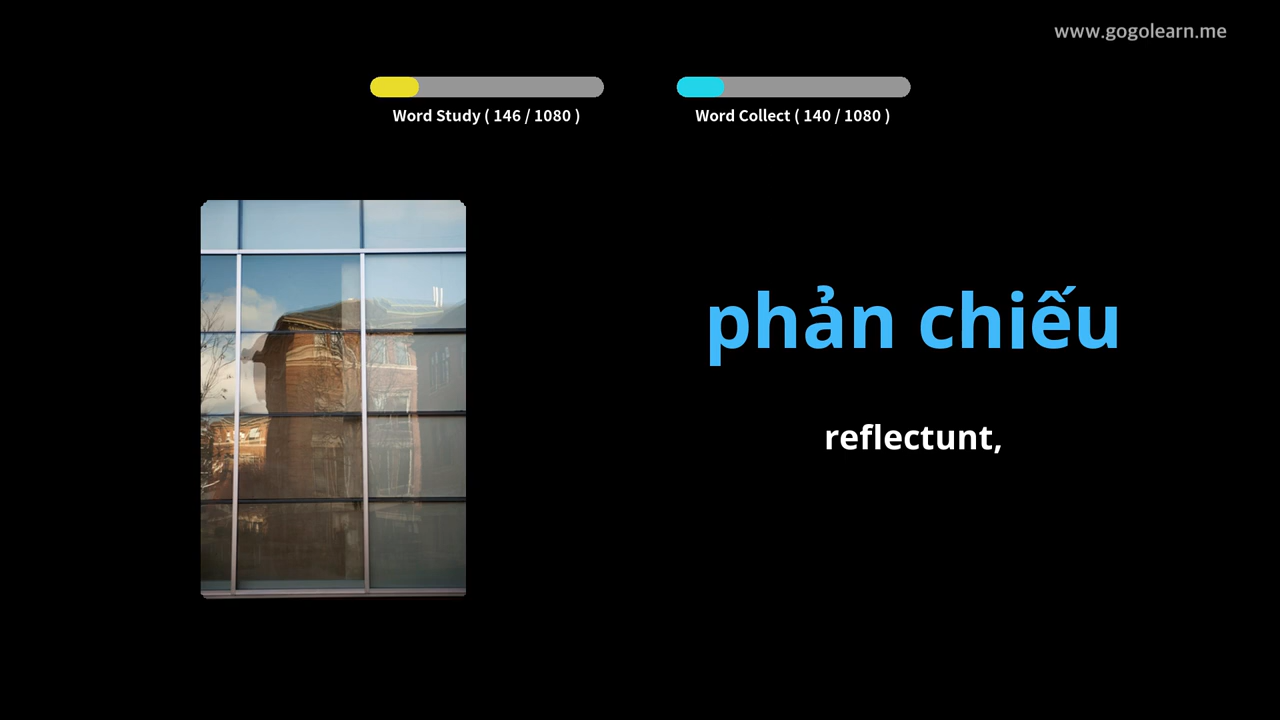 www.gogolearn.me
Word Study ( 146 / 1080 )
Word Collect ( 140 / 1080 )
phản chiếu
reflectunt,